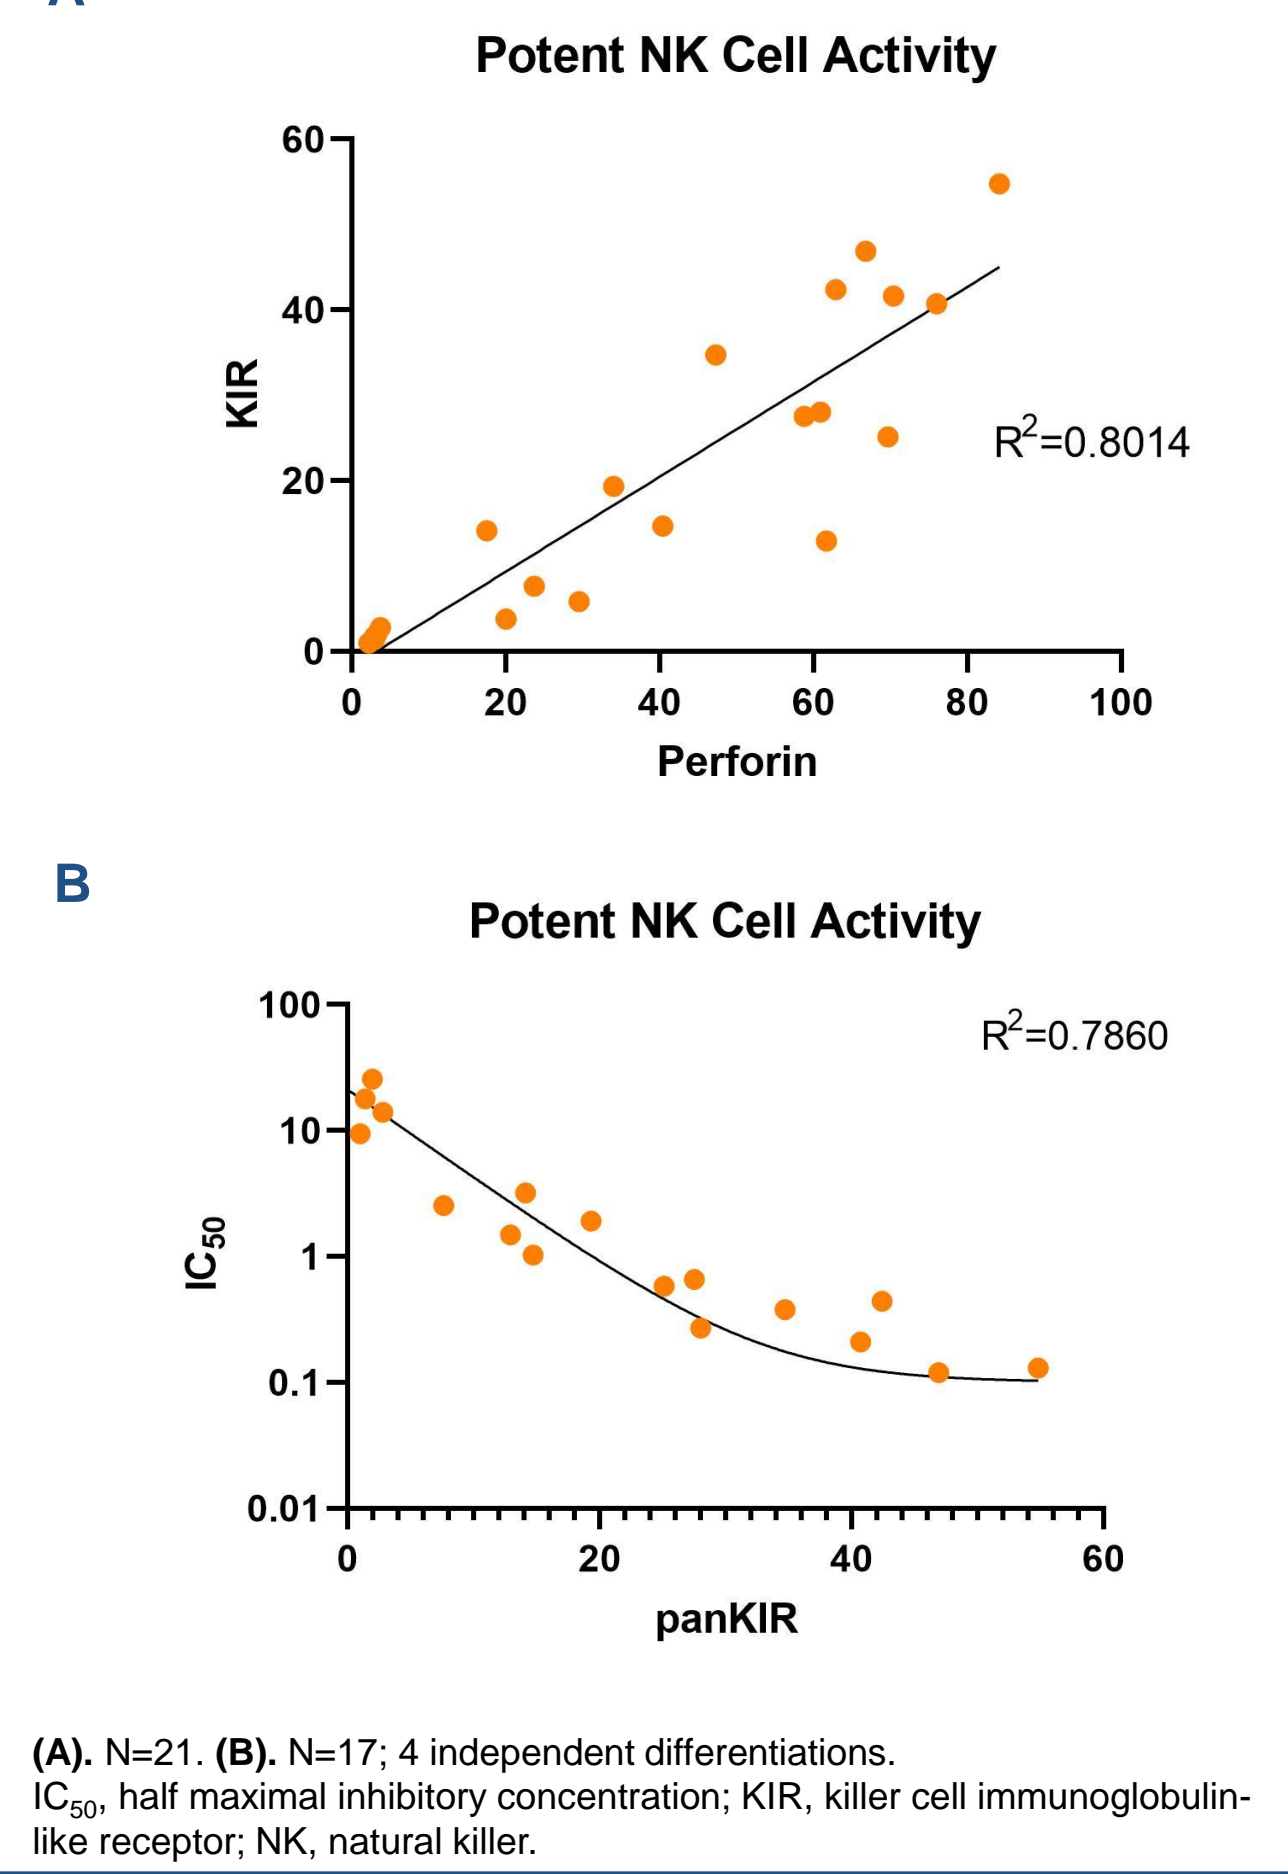 A
Potent NK Cell Activity
60
40
20
0
KIR
R²=0.8014
0 20 40 60 80 100
Perforin
B
Potent NK Cell Activity
100
10
1
0.1
0.01
IC₅₀
R²=0.7860
0 20 40 60
panKIR
(A). N=21. (B). N=17; 4 independent differentiations.
IC₅₀, half maximal inhibitory concentration; KIR, killer cell immunoglobulin-
like receptor; NK, natural killer.